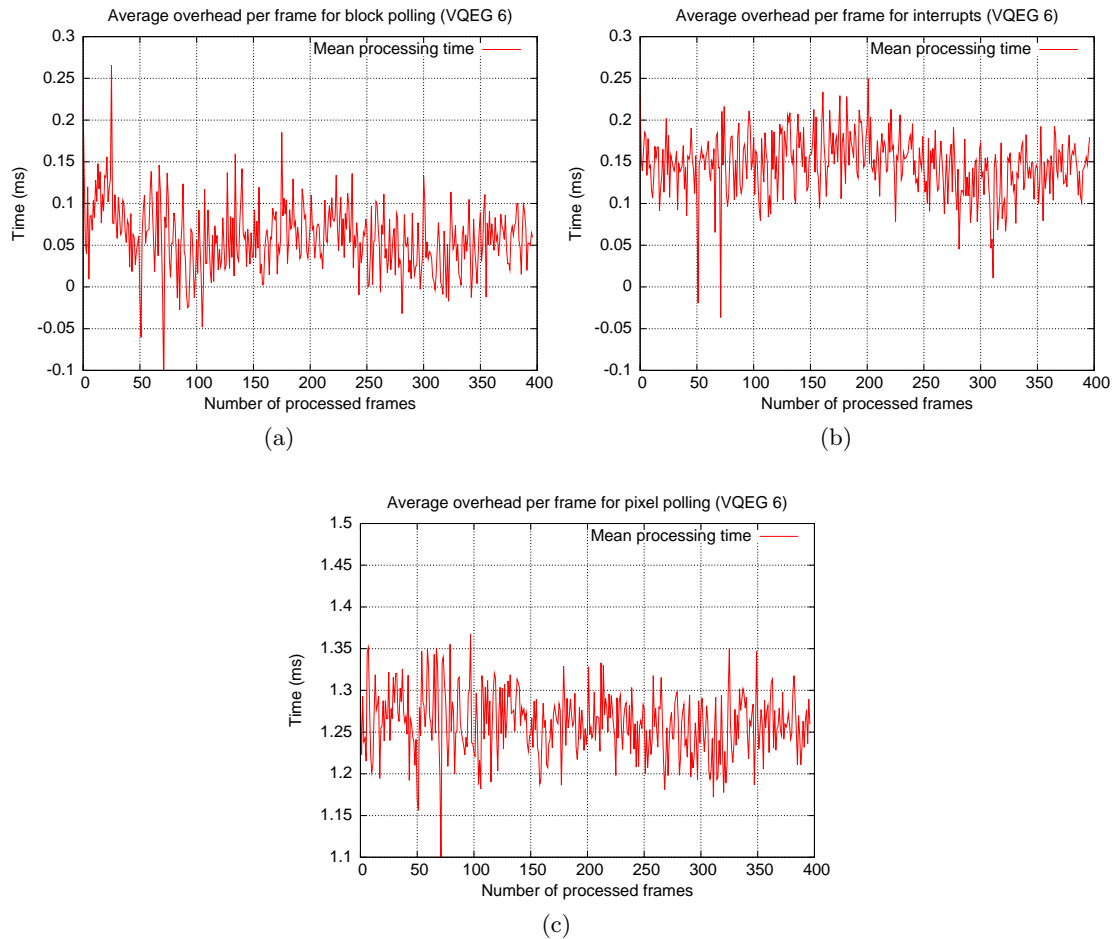 Average overhead per frame for block polling (VQEG 6)
0.3
0.25
0.2
0.15
0.1
0.05
0
-0.05
-0.1
Time (ms)
Mean processing time
0 50 100 150 200 250 300 350 400
Number of processed frames
(a)
Average overhead per frame for interrupts (VQEG 6)
0.3
0.25
0.2
0.15
0.1
0.05
0
-0.05
-0.1
Time (ms)
Mean processing time
0 50 100 150 200 250 300 350 400
Number of processed frames
(b)
Average overhead per frame for pixel polling (VQEG 6)
1.5
1.45
1.4
1.35
1.3
1.25
1.2
1.15
1.1
Time (ms)
Mean processing time
0 50 100 150 200 250 300 350 400
Number of processed frames
(c)